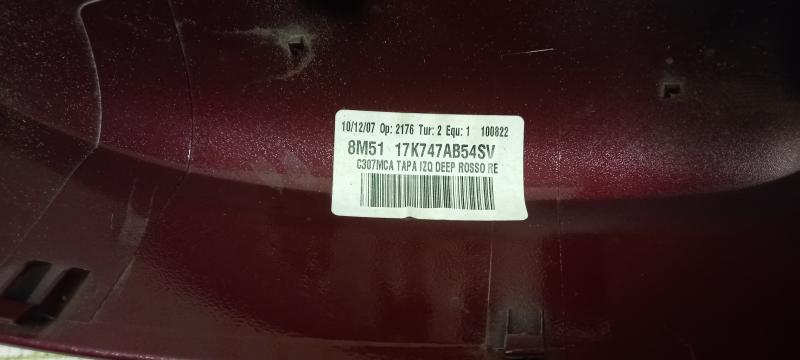 10/12/07 Op: 2176 Tur: 2 Equ: 1 100822
8M51 17K747AB54SV
C307MCA TAPA IZQ DEEP ROSSO RE